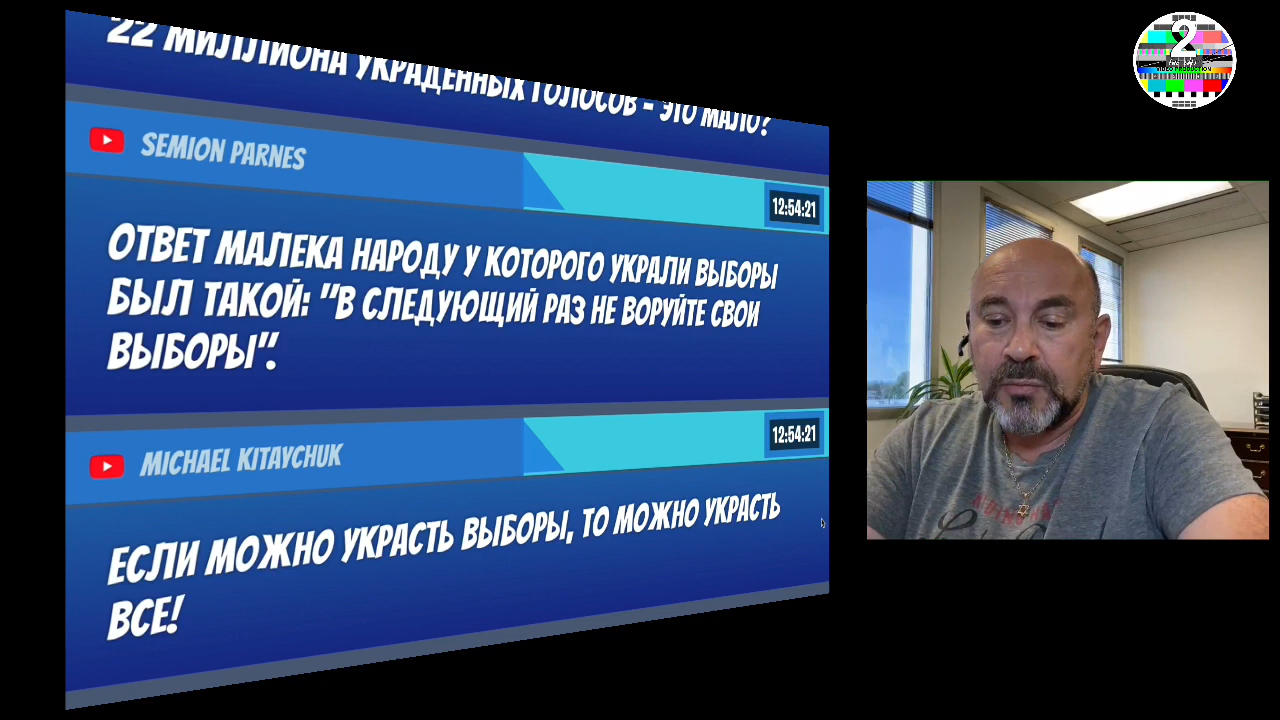 22 МИЛЛИОНА УКРАДЕННЫХ ГОЛОСОВ - ЭТО МАЛО?
SEMION PARNES
12:54:21
ОТВЕТ МАЛЕКА НАРОДУ У КОТОРОГО УКРАЛИ ВЫБОРЫ
БЫЛ ТАКОЙ: "В СЛЕДУЮЩИЙ РАЗ НЕ ВОРУЙТЕ СВОИ
ВЫБОРЫ".
MICHAEL KITAYCHUK
12:54:21
ЕСЛИ МОЖНО УКРАСТЬ ВЫБОРЫ, ТО МОЖНО УКРАСТЬ
ВСЕ!
2